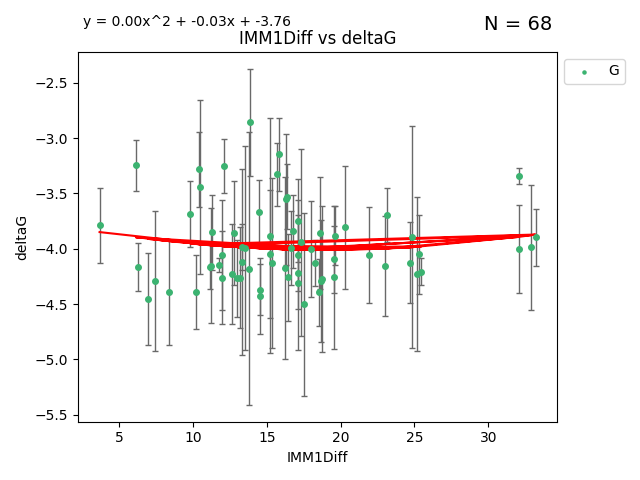 y = 0.00x^2 + -0.03x + -3.76
N = 68
IMM1Diff vs deltaG
G
deltaG
−2.5
−3.0
−3.5
−4.0
−4.5
−5.0
−5.5
5 10 15 20 25 30
IMM1Diff